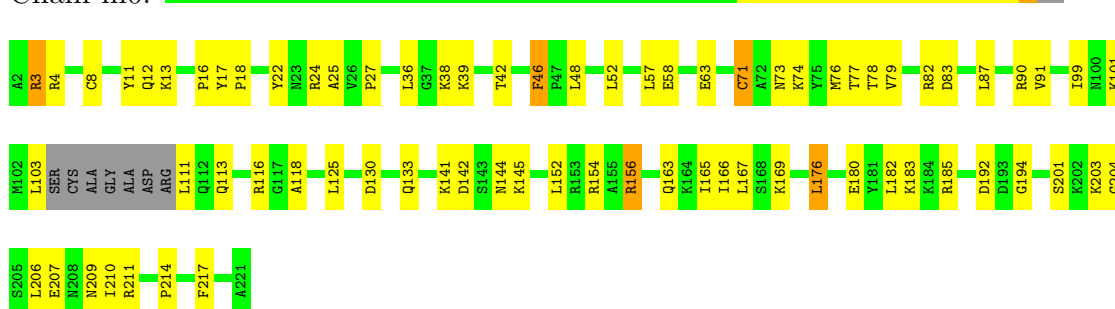 A2 R3 R4 C8 Y11 Q12 K13 P16 Y17 P18 Y22 N23 R24 A25 V26 P27 L36 G37 K38 K39 T42 F46 P47 L48 L52 L57 E58 E63 C71 A72 N73 K74 Y75 M76 T77 T78 V79 R82 D83 L87 R90 V91 I99 N100 K101
M102 L103 SER CYS ALA GLY ALA ASP ARG L111 Q112 Q113 R116 G117 A118 L125 D130 Q133 K141 D142 S143 N144 K145 L152 R153 R154 A155 R156 Q163 K164 I165 I166 L167 S168 K169 L176 E180 Y181 L182 K183 K184 R185 D192 D193 G194 S201 K202 K203
S205 L206 E207 N208 N209 I210 R211 P214 F217 A221